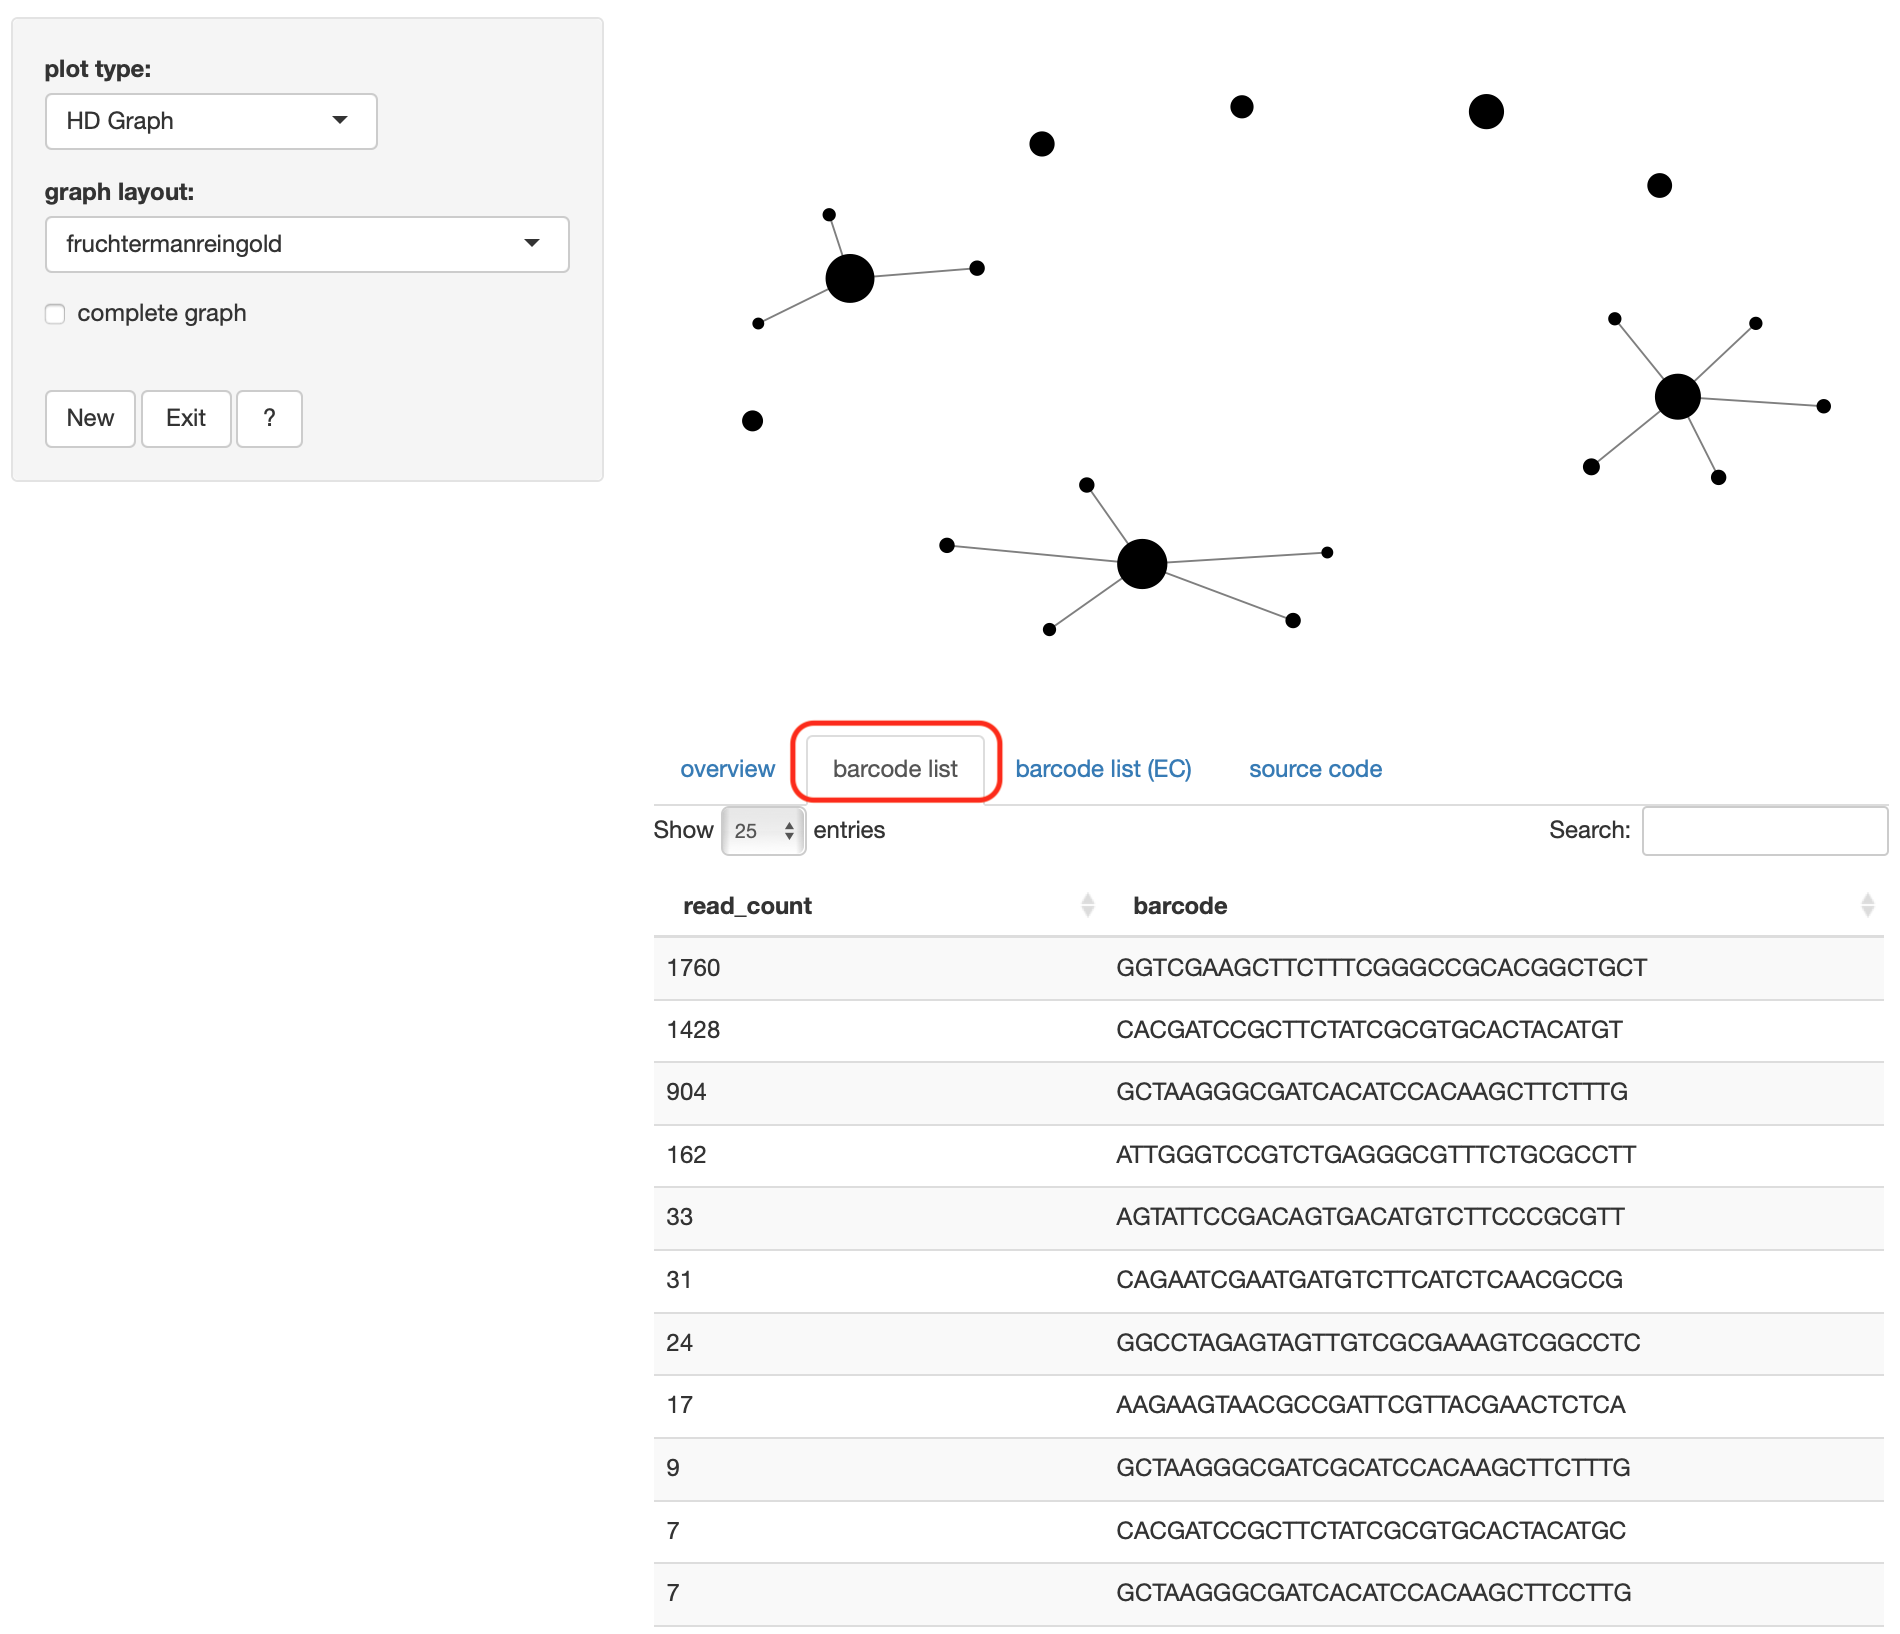 plot type:
HD Graph
graph layout:
fruchtermanreingold
complete graph
New Exit ?
overview barcode list barcode list (EC) source code
Show 25 entries Search:
read_count barcode
1760 GGTCGAAGCTTCTTTCGGGCCGCACGGCTGCT
1428 CACGATCCGCTTCTATCGCGTGCACTACATGT
904 GCTAAGGGCGATCACATCCACAAGCTTCTTTG
162 ATTGGGTCCGTCTGAGGGCGTTTCTGCGCCTT
33 AGTATTCCGACAGTGACATGTCTTCCCGCGTT
31 CAGAATCGAATGATGTCTTCATCTCAACGCCG
24 GGCCTAGAGTAGTTGTCGCGAAAGTCGGCCTC
17 AAGAAGTAACGCCGATTCGTTACGAACTCTCA
9 GCTAAGGGCGATCGCATCCACAAGCTTCTTTG
7 CACGATCCGCTTCTATCGCGTGCACTACATGC
7 GCTAAGGGCGATCACATCCACAAGCTTCCTTG